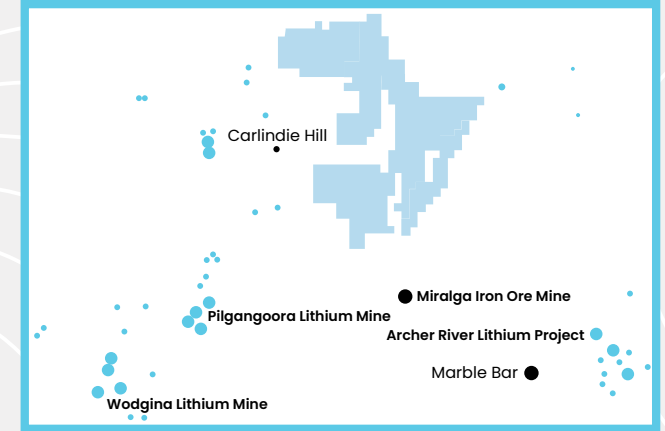 Carlindie Hill
Miralga Iron Ore Mine
Pilgangoora Lithium Mine
Archer River Lithium Project
Marble Bar
Wodgina Lithium Mine